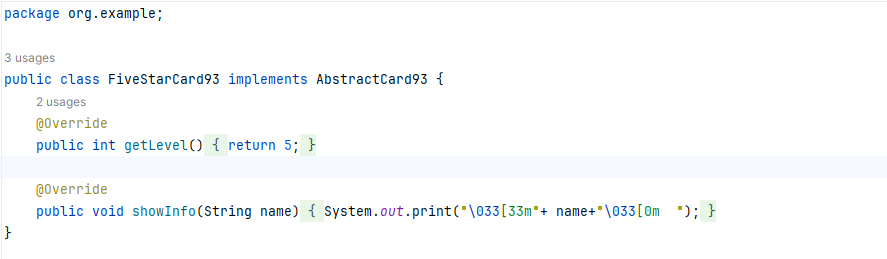 package org.example;
3 usages
public class FiveStarCard93 implements AbstractCard93 {
2 usages
@Override
public int getLevel() { return 5; }
@Override
public void showInfo(String name) { System.out.print("\033[33m"+ name+"\033[0m  "); }
}